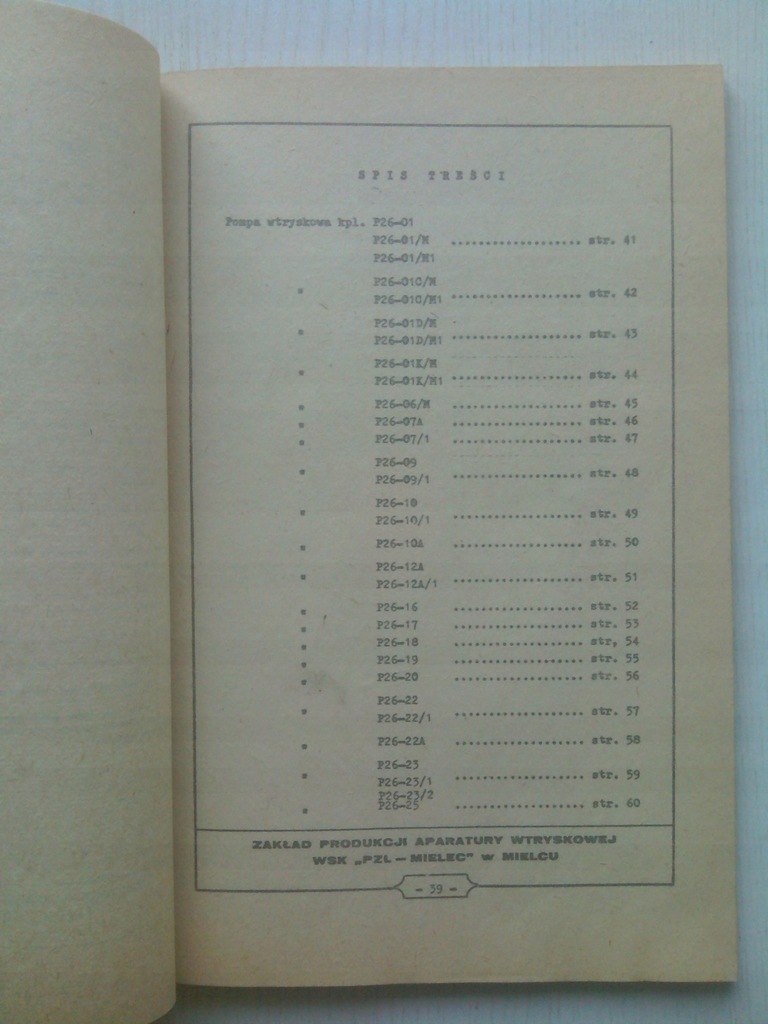 SPIS TREŚCI
Pompa wtryskowa kpl. P26-01
P26-01/M ................... str. 41
P26-01/M1
P26-01C/M
" P26-01C/M1 ................... str. 42
P26-01D/M
" P26-01D/M1 ................... str. 43
P26-01K/M
" P26-01K/M1 ................... str. 44
" P26-06/M ................... str. 45
" P26-07A ................... str. 46
" P26-07/1 ................... str. 47
P26-09
" P26-09/1 ................... str. 48
P26-10
" P26-10/1 ................... str. 49
" P26-10A ................... str. 50
P26-12A
" P26-12A/1 ................... str. 51
" P26-16 ................... str. 52
" P26-17 ................... str. 53
" P26-18 ................... str, 54
" P26-19 ................... str. 55
" P26-20 ................... str. 56
P26-22
" P26-22/1 ................... str. 57
" P26-22A ................... str. 58
P26-23
" P26-23/1 ................... str. 59
P26-23/2
" P26-25 ................... str. 60
ZAKŁAD PRODUKCJI APARATURY WTRYSKOWEJ
WSK „PZL – MIELEC" w MIELCU
- 39 -